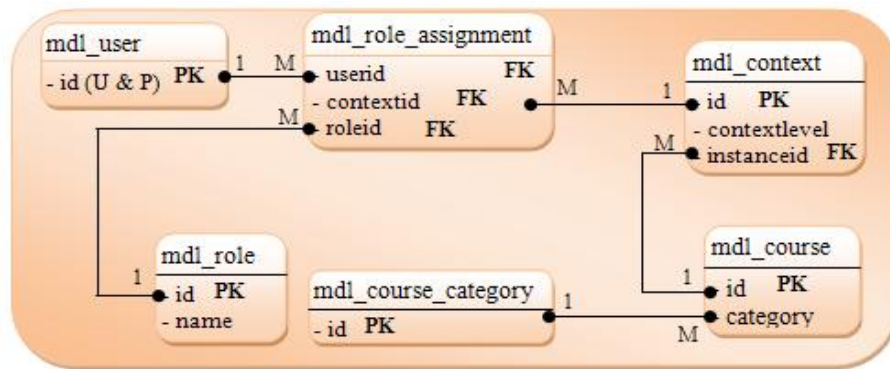 mdl_user
- id (U & P) PK
1
M
mdl_role_assignment
userid FK
- contextid FK
roleid FK
M
M
1
mdl_context
id PK
- contextlevel
instanceid FK
M
mdl_role
1
id PK
- name
mdl_course_category
- id PK
1
M
mdl_course
1
id PK
category